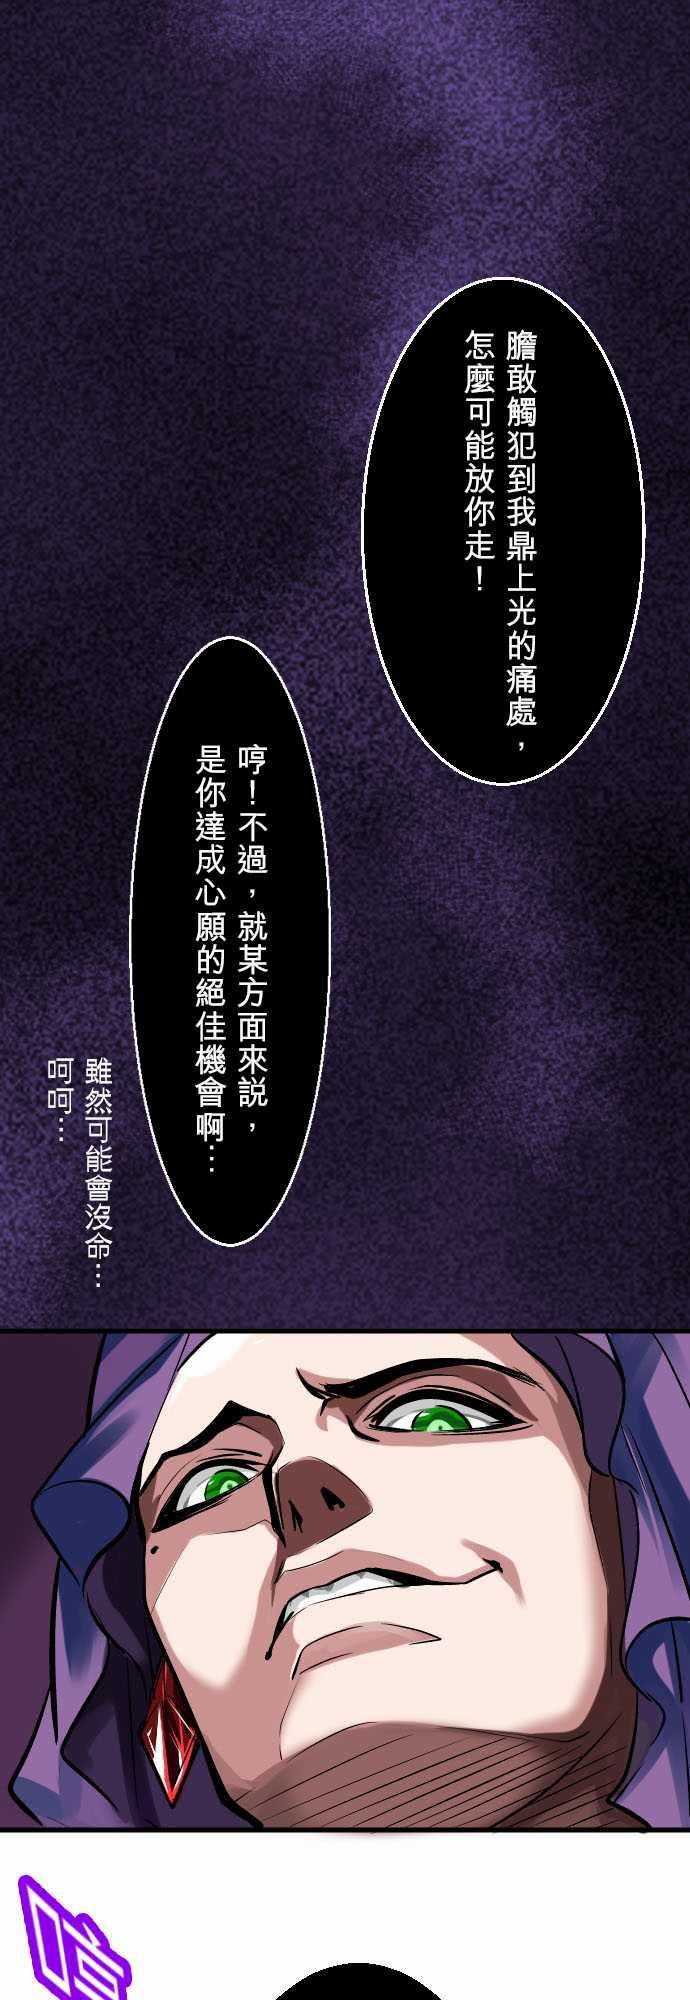 膽敢觸犯到我鼎上光的痛處，
怎麼可能放你走！
哼！不過，就某方面來說，
是你達成心願的絕佳機會啊…
雖然可能會沒命…
呵呵…